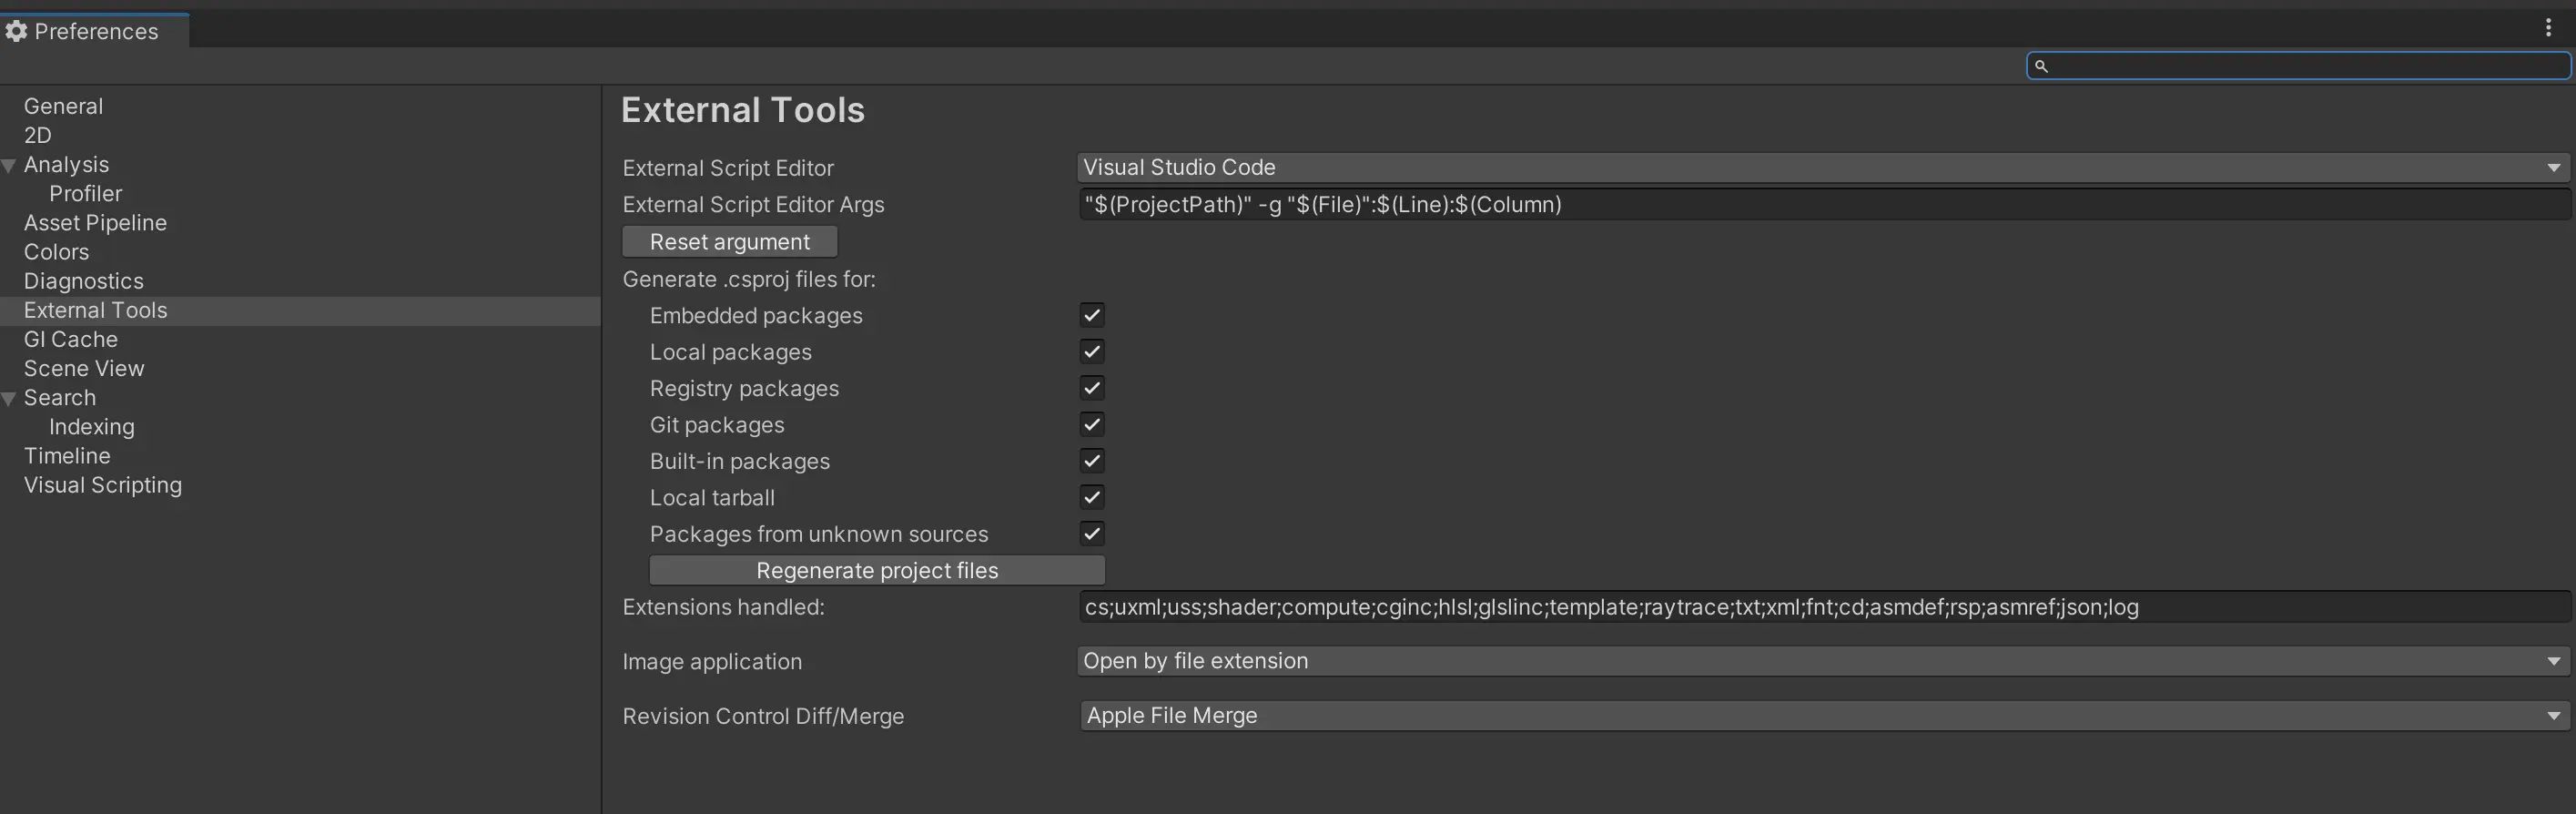 Preferences
General
2D
Analysis
Profiler
Asset Pipeline
Colors
Diagnostics
External Tools
GI Cache
Scene View
Search
Indexing
Timeline
Visual Scripting
External Tools
External Script Editor Visual Studio Code
External Script Editor Args "$(ProjectPath)" -g "$(File)":$(Line):$(Column)
Reset argument
Generate .csproj files for:
Embedded packages
Local packages
Registry packages
Git packages
Built-in packages
Local tarball
Packages from unknown sources
Regenerate project files
Extensions handled: cs;uxml;uss;shader;compute;cginc;hlsl;glslinc;template;raytrace;txt;xml;fnt;cd;asmdef;rsp;asmref;json;log
Image application Open by file extension
Revision Control Diff/Merge Apple File Merge